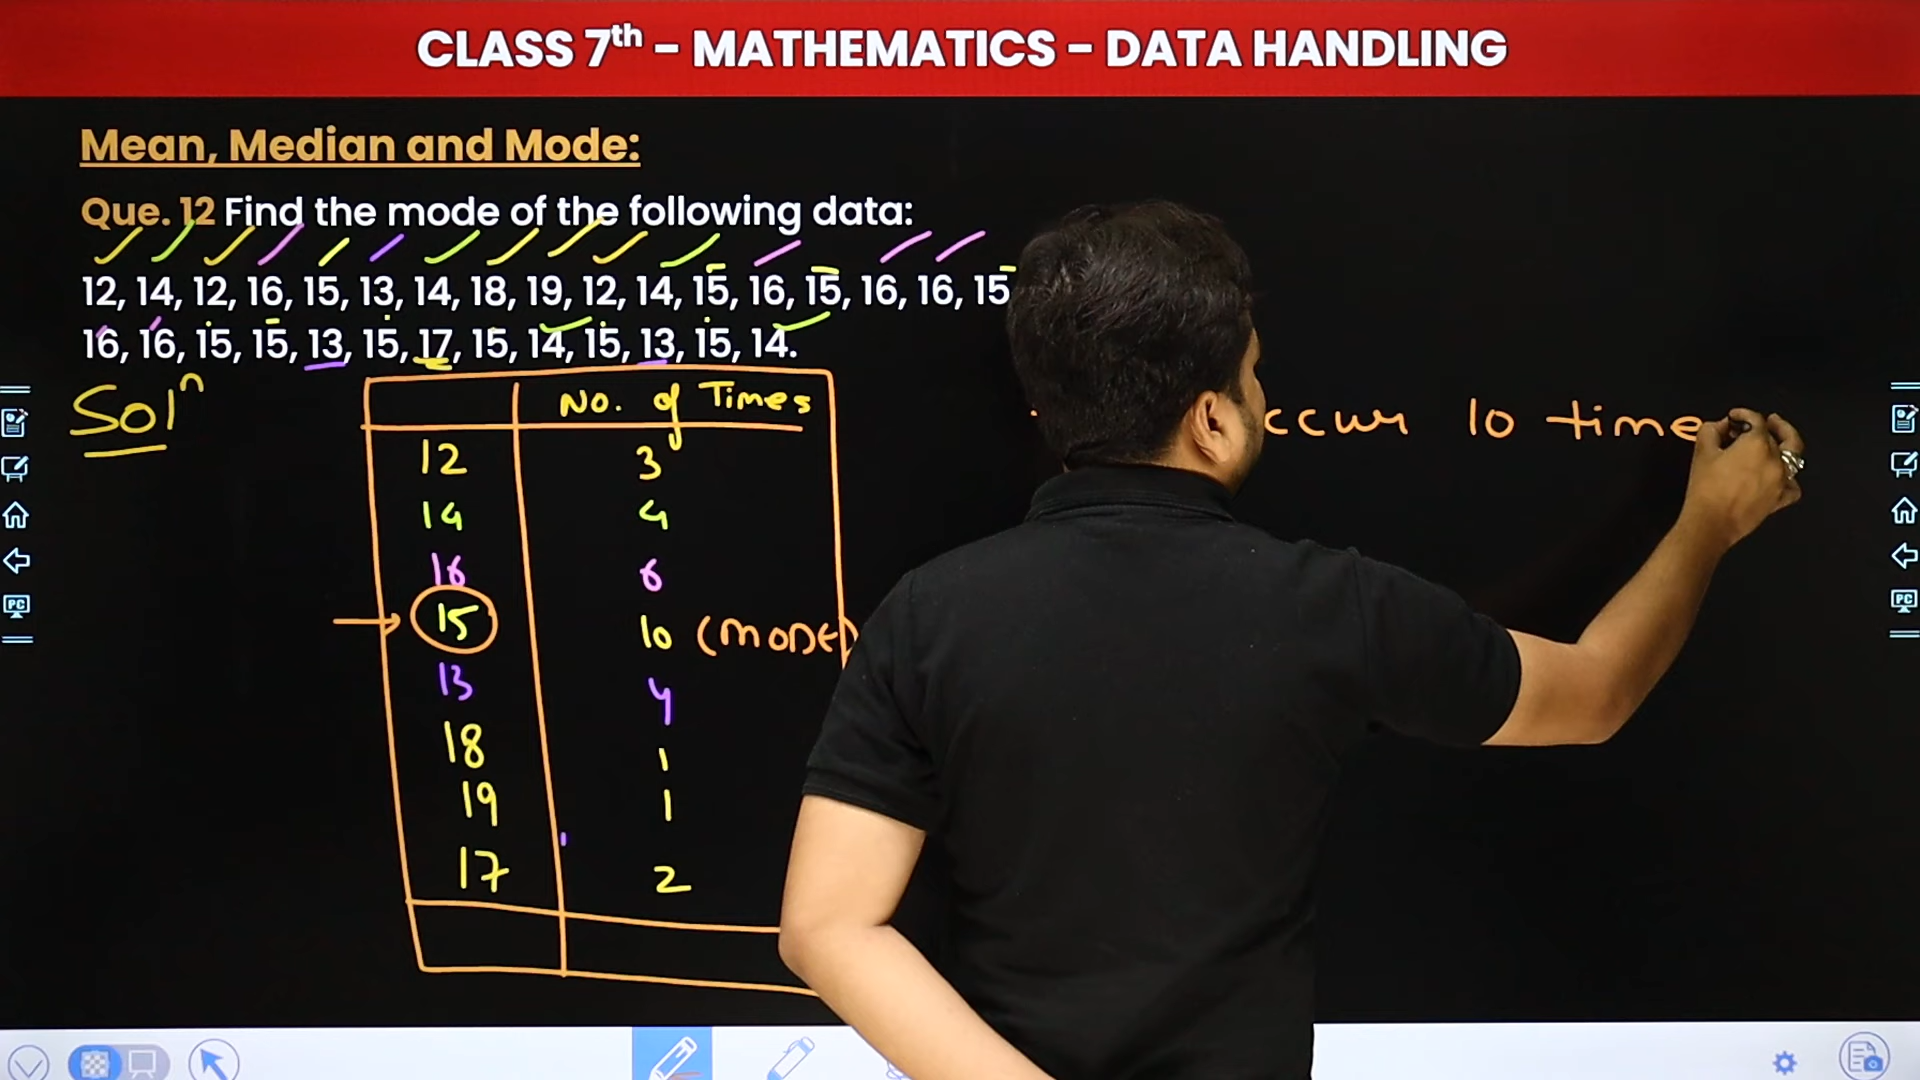 CLASS 7th - MATHEMATICS - DATA HANDLING
Mean, Median and Mode:
Que. 12 Find the mode of the following data:
12, 14, 12, 16, 15, 13, 14, 18, 19, 12, 14, 15, 16, 15, 16, 16, 15
16, 16, 15, 15, 13, 15, 17, 15, 14, 15, 13, 15, 14.
Solⁿ
No. of Times
12 3
14 4
16 6
15 10 (MODE)
13 4
18 1
19 1
17 2
ccur 10 time
PC
PC